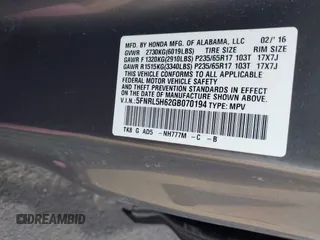 MFD. BY HONDA MFG. OF ALABAMA, LLC 02/'16
GVWR 2730KG(6019LBS) TIRE SIZE RIM SIZE
GAWR F 1320KG(2910LBS) P235/65R17 103T 17X7J
GAWR R 1515KG(3340LBS) P235/65R17 103T 17X7J
THIS VEHICLE CONFORMS TO ALL APPLICABLE
FEDERAL MOTOR VEHICLE SAFETY
AND THEFT PREVENTION STANDARDS IN
EFFECT ON THE DATE OF MANUFACTURE
SHOWN ABOVE.
V.I.N.: 5FNRL5H62GB070194 TYPE: MPV
TK8 G AD5 -NH777M -C -B
©IDREAMBID